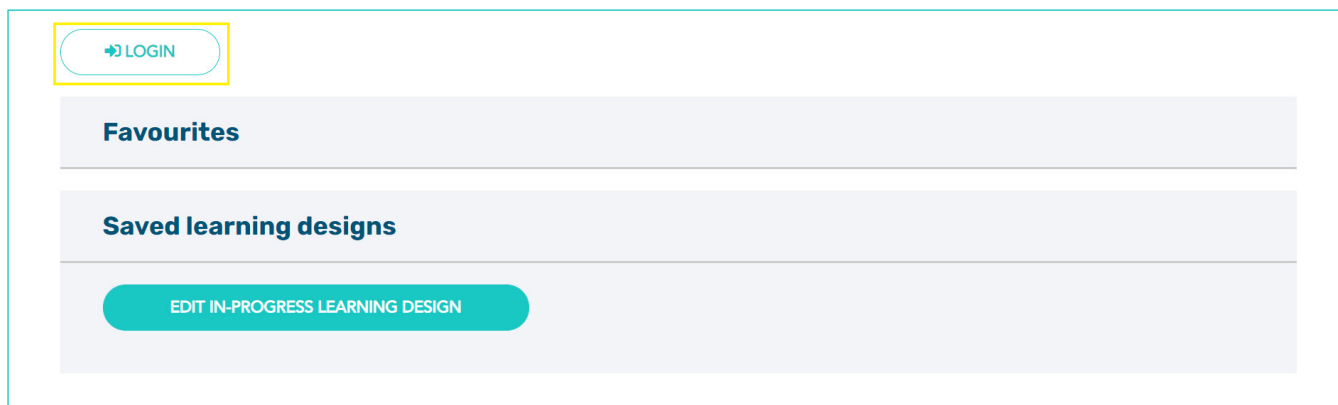 LOGIN
Favourites
Saved learning designs
EDIT IN-PROGRESS LEARNING DESIGN